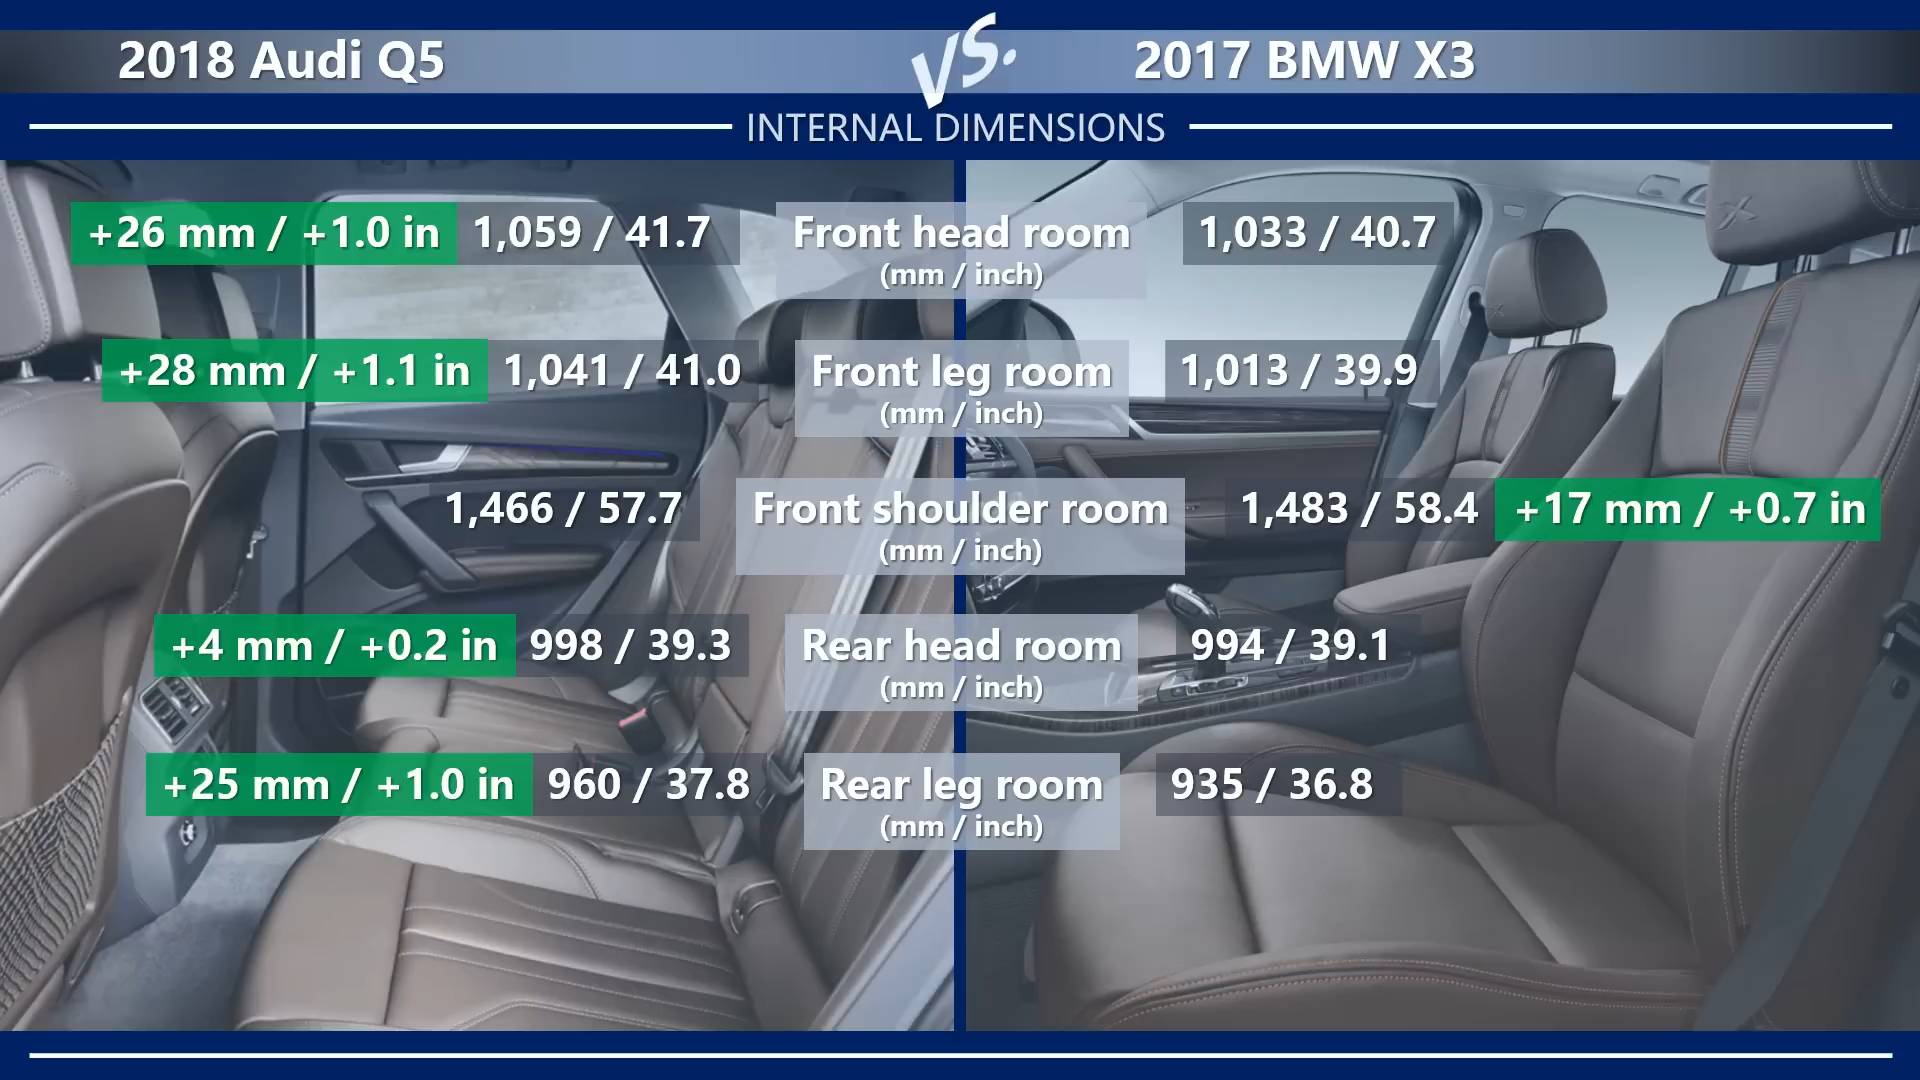 2018 Audi Q5 VS. 2017 BMW X3
INTERNAL DIMENSIONS
+26 mm / +1.0 in 1,059 / 41.7 Front head room 1,033 / 40.7
(mm / inch)
+28 mm / +1.1 in 1,041 / 41.0 Front leg room 1,013 / 39.9
(mm / inch)
1,466 / 57.7 Front shoulder room 1,483 / 58.4 +17 mm / +0.7 in
(mm / inch)
+4 mm / +0.2 in 998 / 39.3 Rear head room 994 / 39.1
(mm / inch)
+25 mm / +1.0 in 960 / 37.8 Rear leg room 935 / 36.8
(mm / inch)